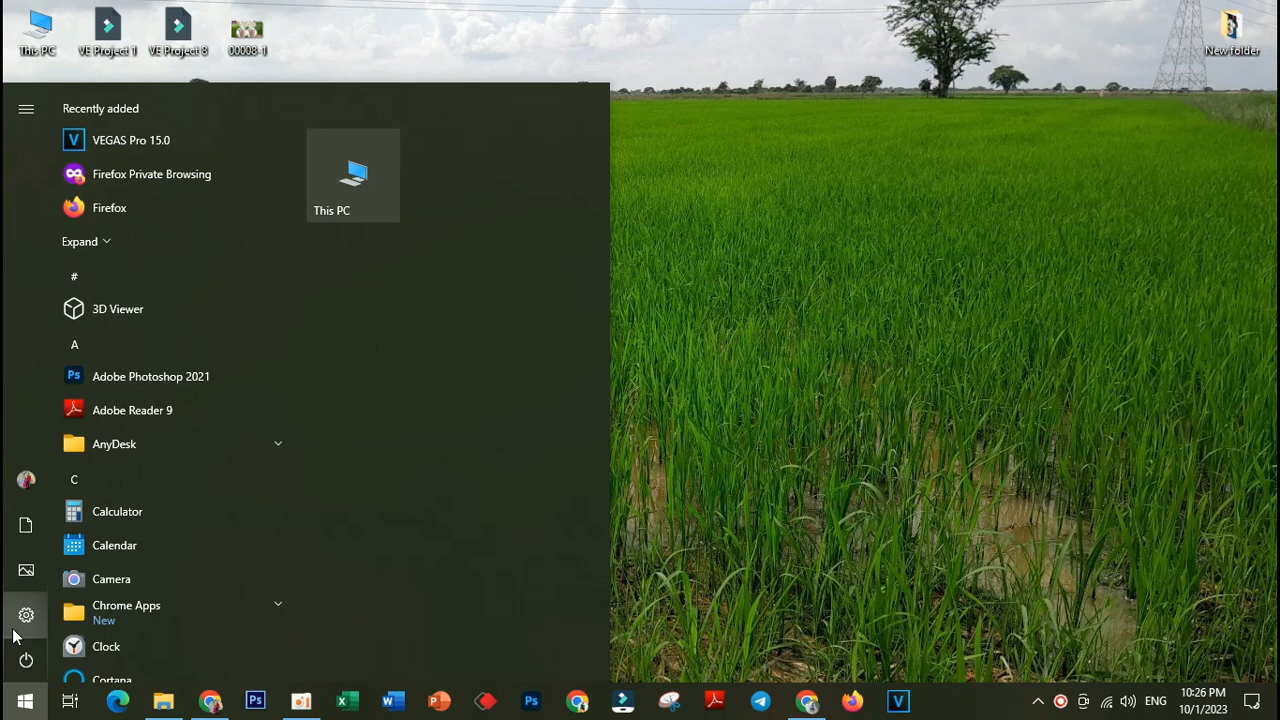 This PC
VE Project 1
VE Project 8
00008-1
New folder
Recently added
VEGAS Pro 15.0
Firefox Private Browsing
Firefox
Expand
#
3D Viewer
A
Adobe Photoshop 2021
Adobe Reader 9
AnyDesk
C
Calculator
Calendar
Camera
Chrome Apps
New
Clock
Cortana
This PC
ENG
10:26 PM
10/1/2023